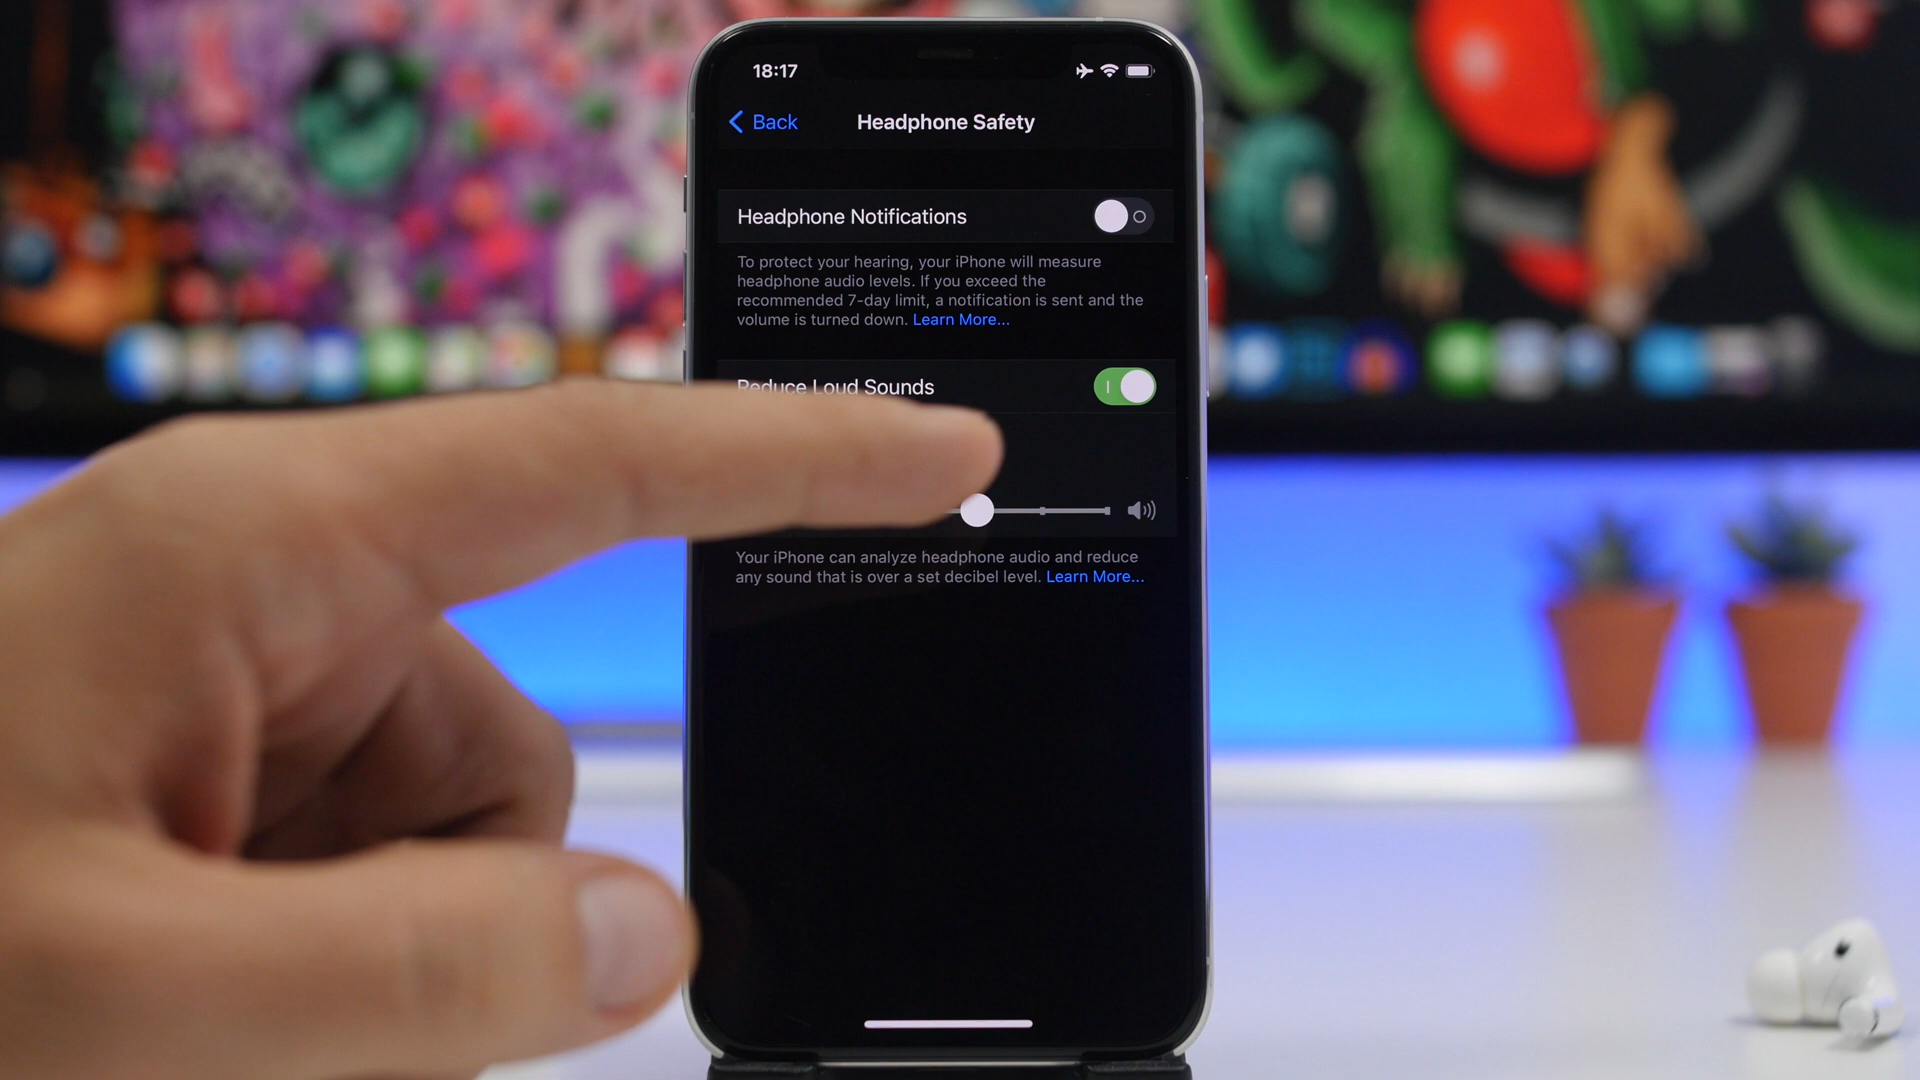 18:17
Back
Headphone Safety
Headphone Notifications
To protect your hearing, your iPhone will measure
headphone audio levels. If you exceed the
recommended 7-day limit, a notification is sent and the
volume is turned down. Learn More...
Reduce Loud Sounds
Your iPhone can analyze headphone audio and reduce
any sound that is over a set decibel level. Learn More...